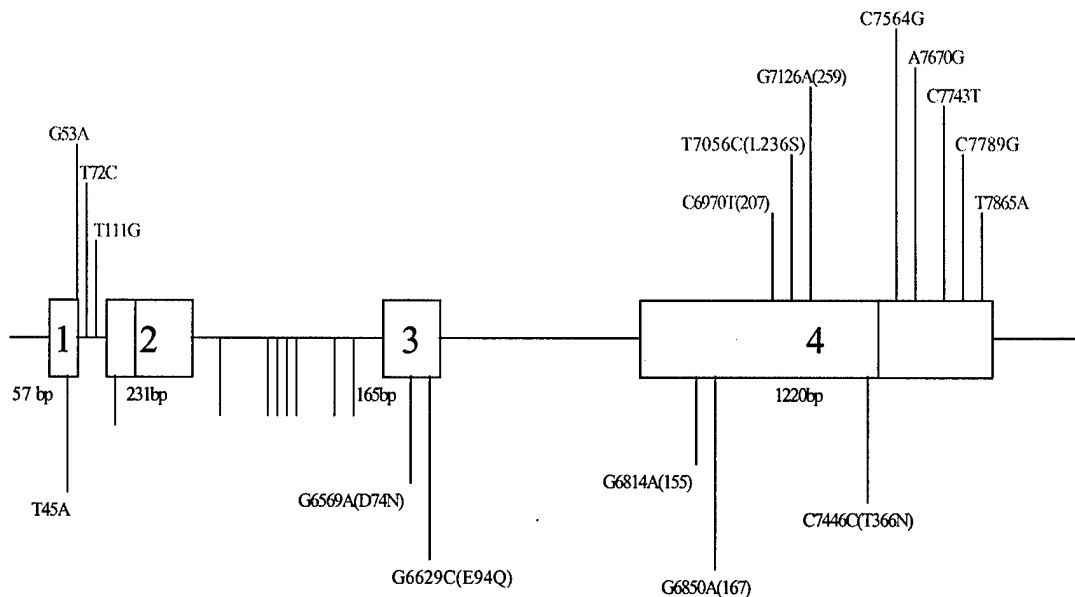 C7564G
A7670G
G7126A(259)
C7743T
G53A
T7056C(L236S)
C7789G
T72C
C6970T(207)
T7865A
T111G
1
2
3
4
57 bp
231bp
165bp
1220bp
T45A
G6569A(D74N)
G6814A(155)
C7446C(T366N)
G6629C(E94Q)
G6850A(167)